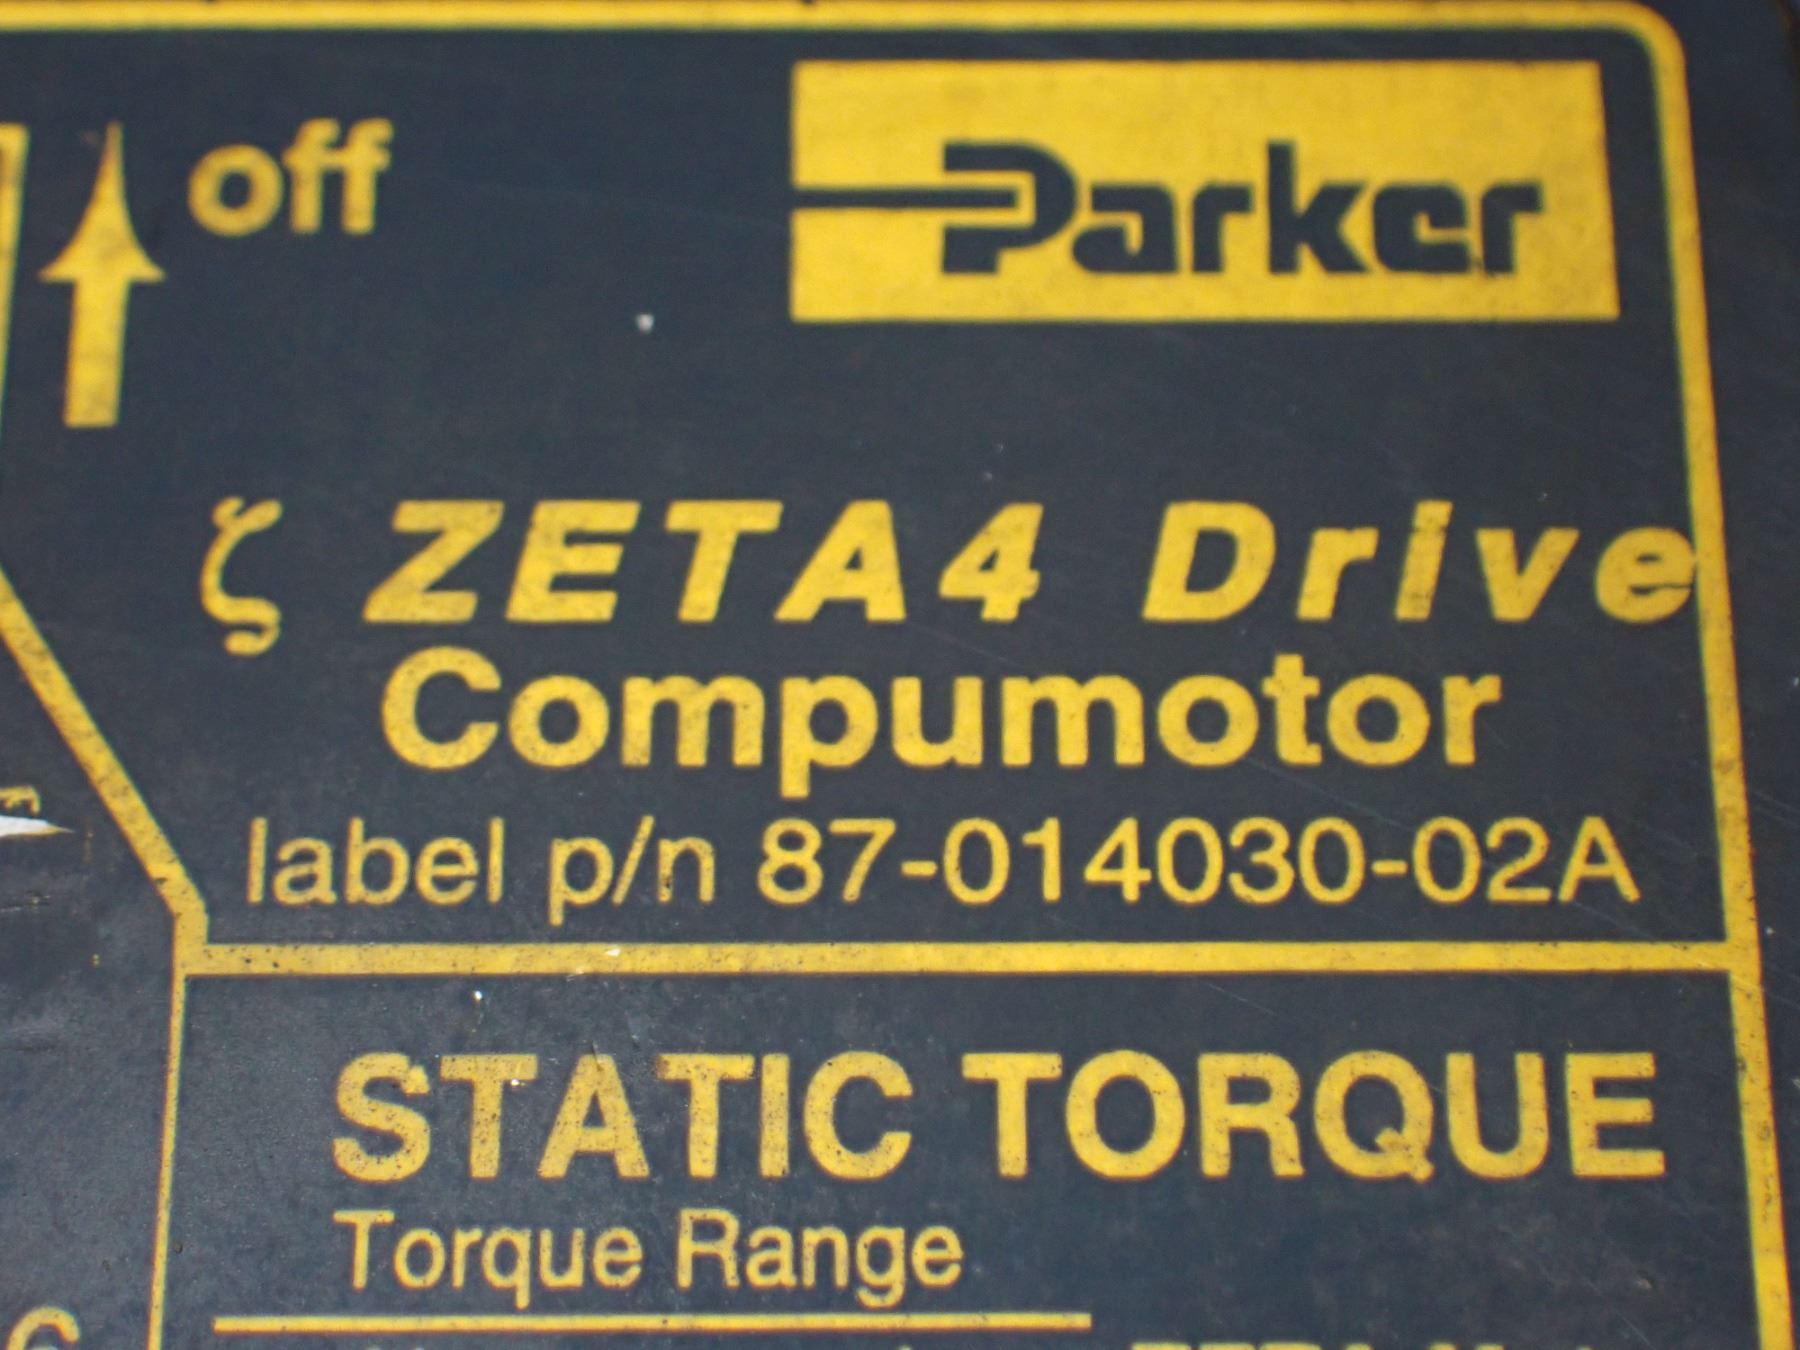 off
Parker
ζ ZETA4 Drive
Compumotor
label p/n 87-014030-02A
STATIC TORQUE
Torque Range